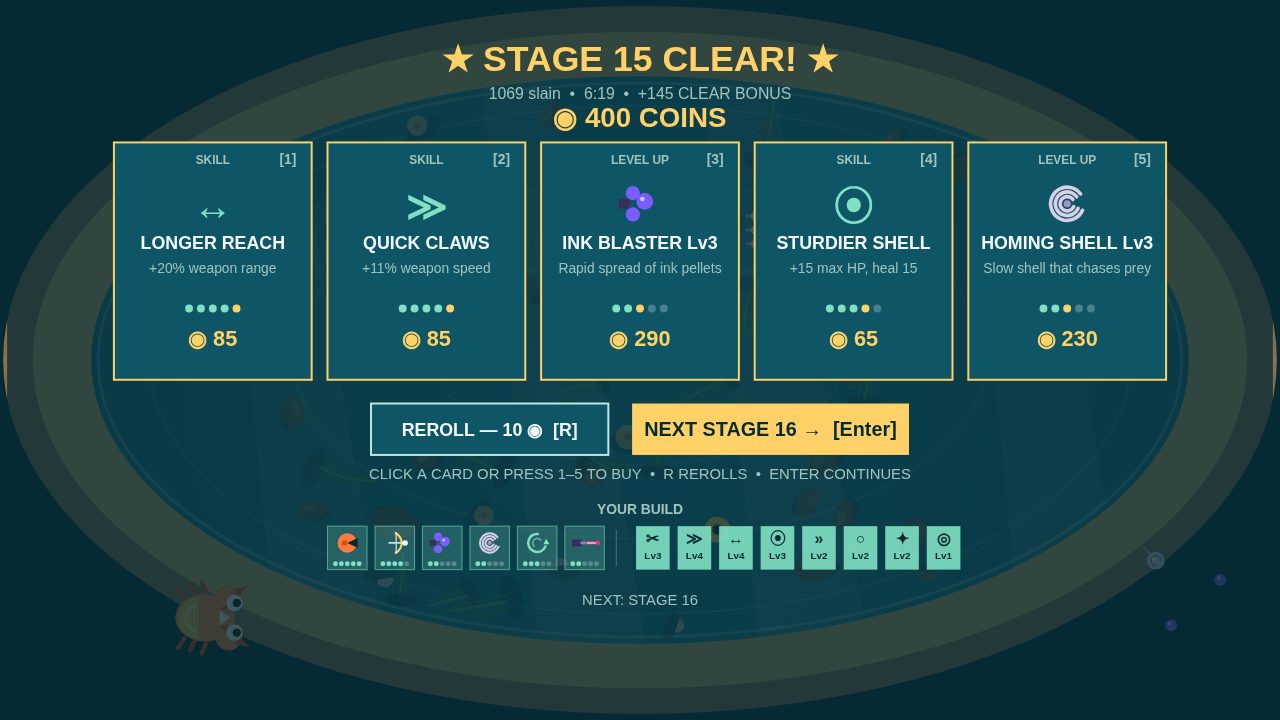 ★ STAGE 15 CLEAR! ★
1069 slain • 6:19 • +145 CLEAR BONUS
◉ 400 COINS
SKILL [1]
↔
LONGER REACH
+20% weapon range
◉ 85
SKILL [2]
≫
QUICK CLAWS
+11% weapon speed
◉ 85
LEVEL UP [3]
INK BLASTER Lv3
Rapid spread of ink pellets
◉ 290
SKILL [4]
STURDIER SHELL
+15 max HP, heal 15
◉ 65
LEVEL UP [5]
HOMING SHELL Lv3
Slow shell that chases prey
◉ 230
REROLL — 10 ◉ [R]
NEXT STAGE 16 → [Enter]
CLICK A CARD OR PRESS 1–5 TO BUY • R REROLLS • ENTER CONTINUES
YOUR BUILD
✂ ≫ ↔ ⦿ » ○ ✦ ◎
Lv3 Lv4 Lv4 Lv3 Lv2 Lv2 Lv2 Lv1
NEXT: STAGE 16